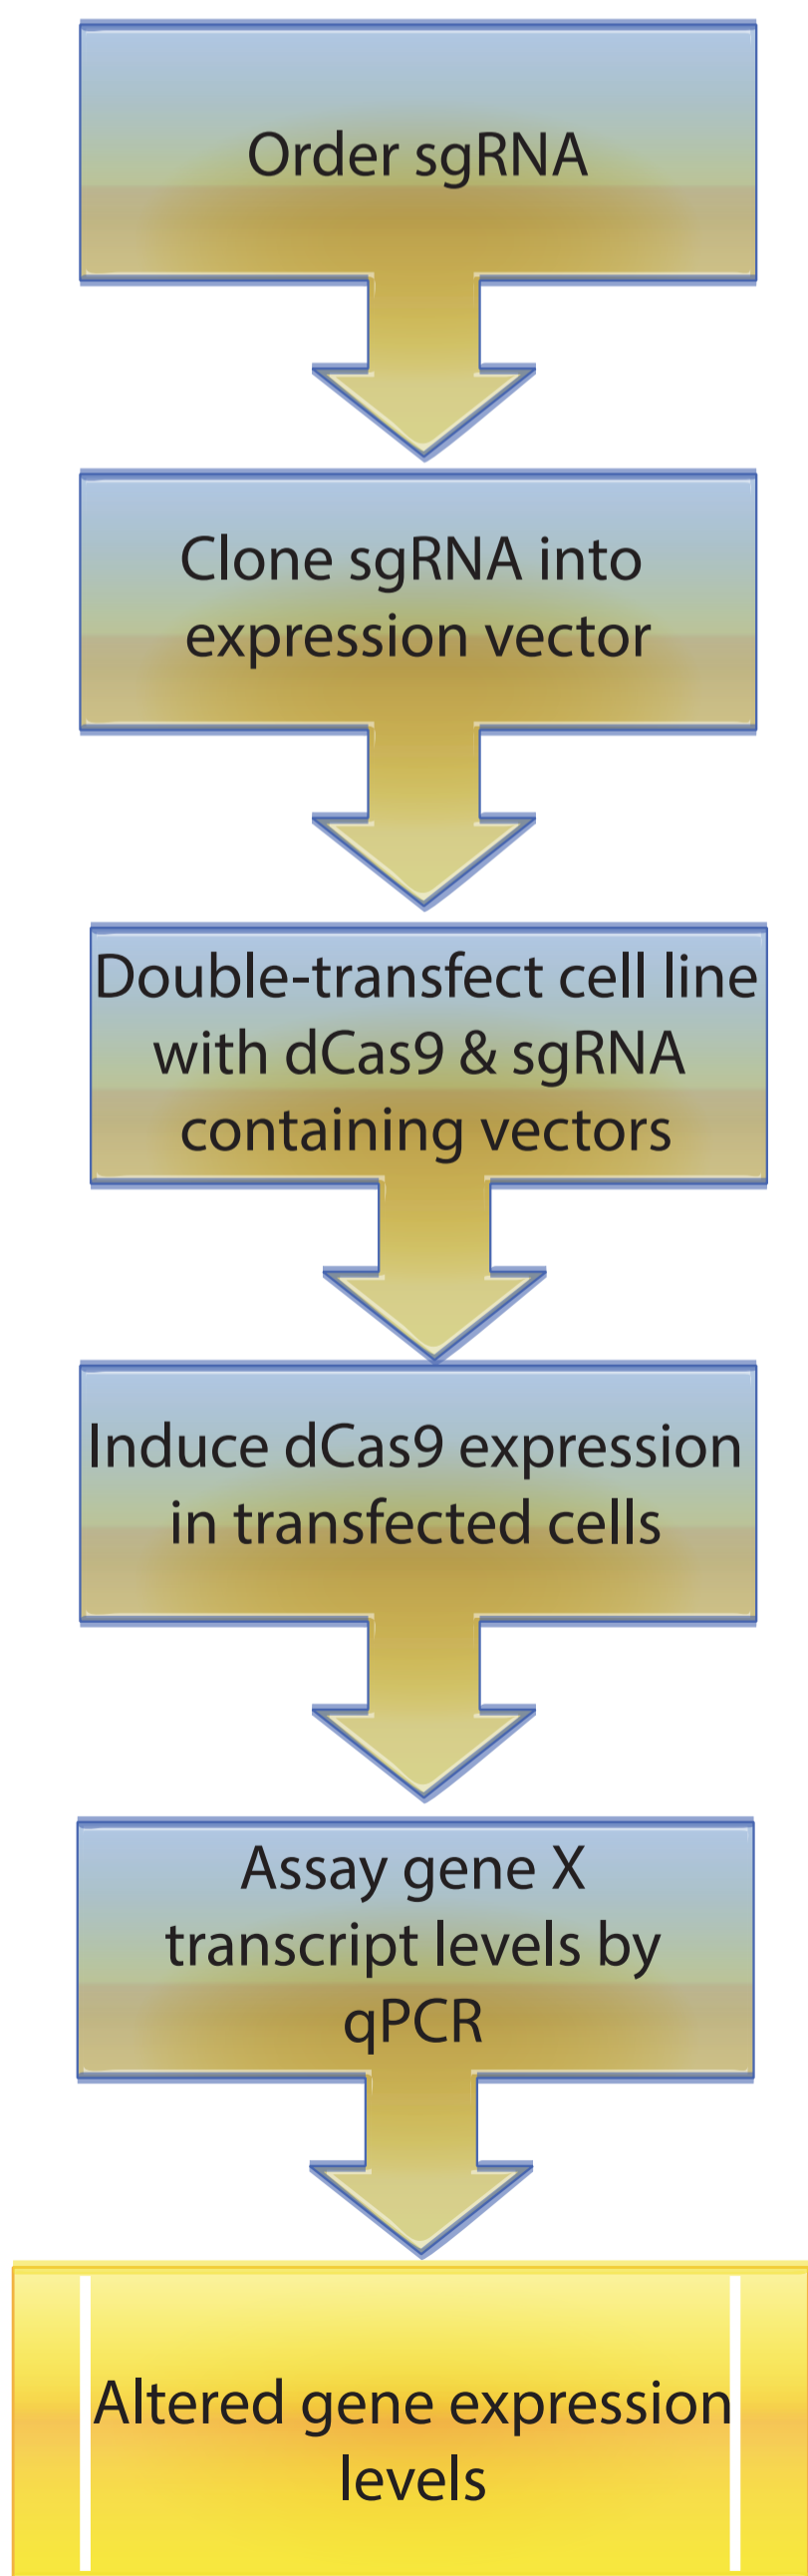 Order sgRNA
Clone sgRNA into
expression vector
Double-transfect cell line
with dCas9 & sgRNA
containing vectors
Induce dCas9 expression
in transfected cells
Assay gene X
transcript levels by
qPCR
Altered gene expression
levels